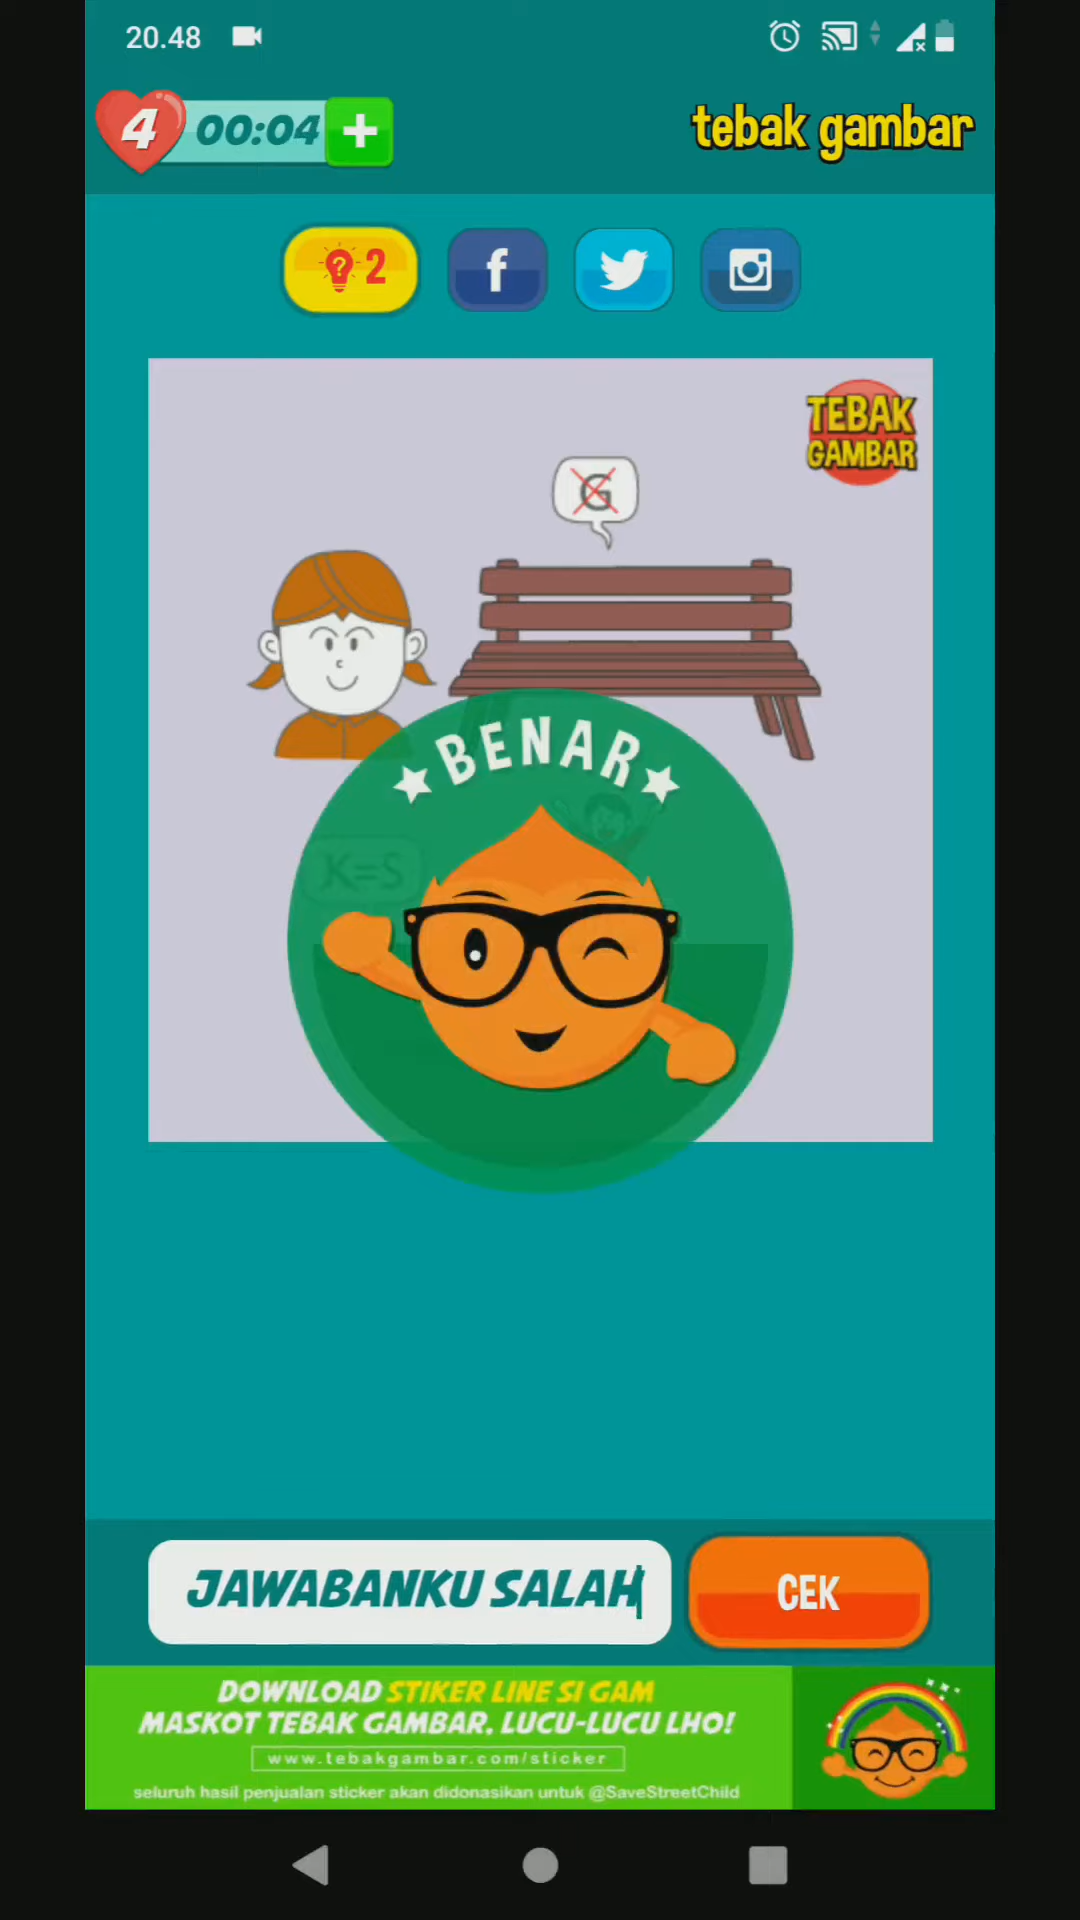 20.48
4 00:04 +
tebak gambar
2
TEBAK
GAMBAR
G
BENAR
K=S
JAWABANKU SALAH
CEK
DOWNLOAD STIKER LINE SI GAM
MASKOT TEBAK GAMBAR, LUCU-LUCU LHO!
www.tebakgambar.com/sticker
seluruh hasil penjualan sticker akan didonasikan untuk @SaveStreetChild